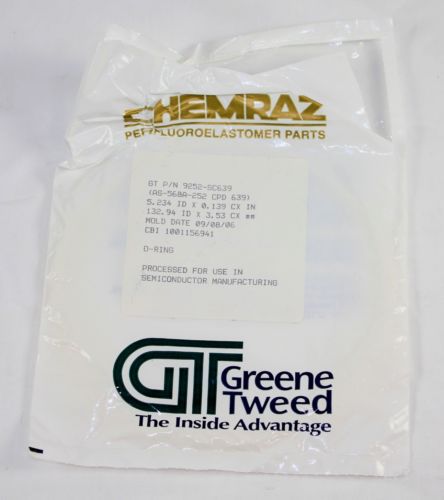 CHEMRAZ
PERFLUOROELASTOMER PARTS
GT P/N 9252-SC639
(AS-568A-252 CPD 639)
5.234 ID X 0.139 CX IN
132.94 ID X 3.53 CX mm
MOLD DATE 09/08/06
CBI 1001156941
O-RING
PROCESSED FOR USE IN
SEMICONDUCTOR MANUFACTURING
GT Greene
Tweed
The Inside Advantage